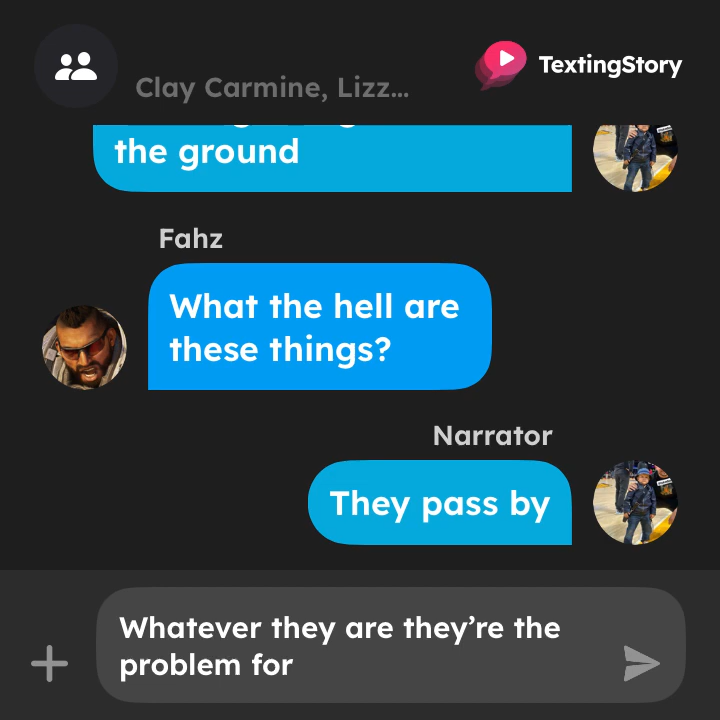 Clay Carmine, Lizz...
TextingStory
the ground
Fahz
What the hell are
these things?
Narrator
They pass by
Whatever they are they’re the
problem for